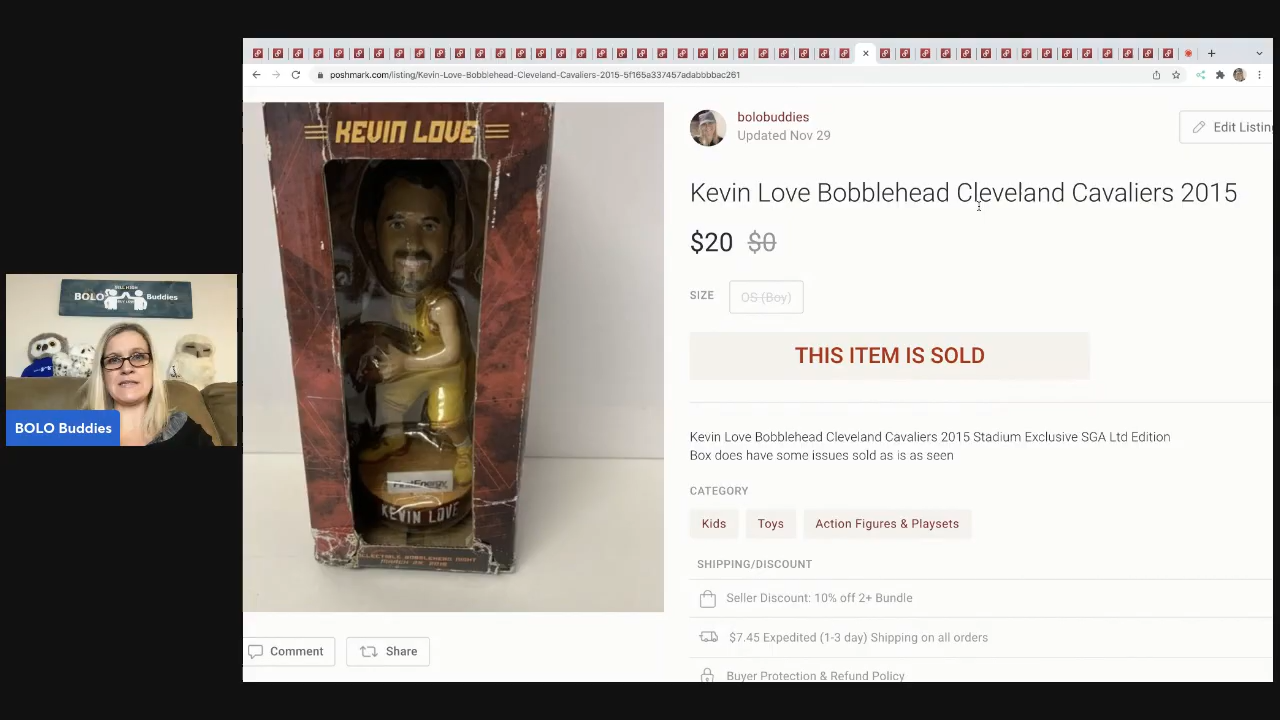 poshmark.com/listing/Kevin-Love-Bobblehead-Cleveland-Cavaliers-2015-5f165a337457adabbbbac261
KEVIN LOVE
FirstEnergy
KEVIN LOVE
COLLECTIBLE BOBBLEHEAD NIGHT
Comment
Share
bolobuddies
Updated Nov 29
Edit Listin
Kevin Love Bobblehead Cleveland Cavaliers 2015
$20 $0
SIZE OS (Boy)
THIS ITEM IS SOLD
Kevin Love Bobblehead Cleveland Cavaliers 2015 Stadium Exclusive SGA Ltd Edition
Box does have some issues sold as is as seen
CATEGORY
Kids Toys Action Figures & Playsets
SHIPPING/DISCOUNT
Seller Discount: 10% off 2+ Bundle
$7.45 Expedited (1-3 day) Shipping on all orders
Buyer Protection & Refund Policy
BOLO Buddies
BOLO Buddies